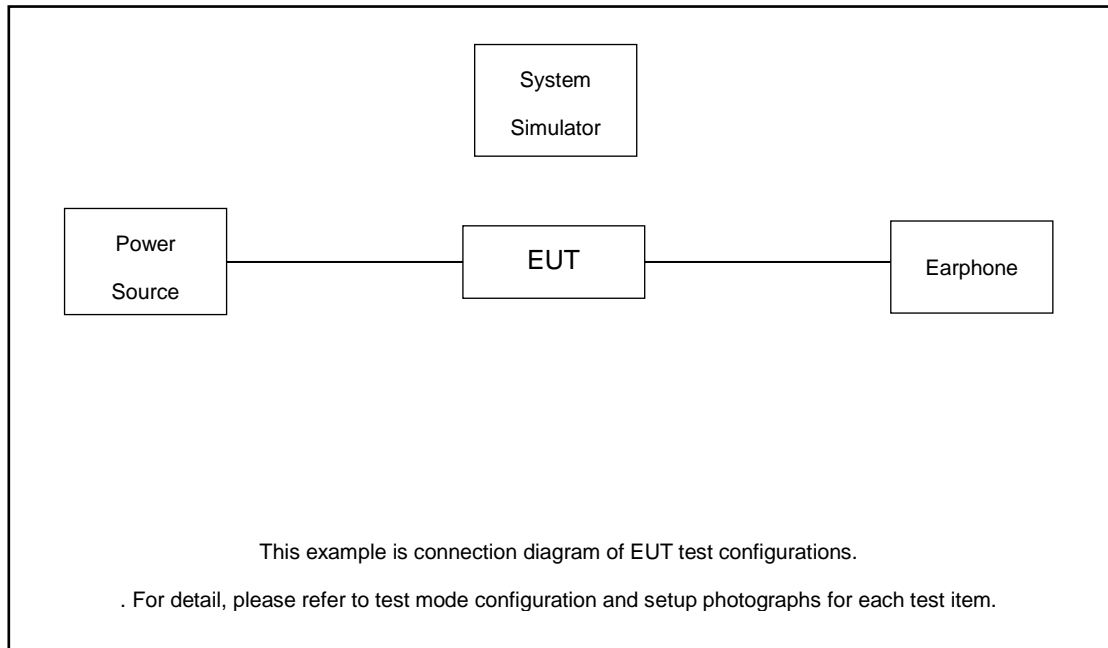 System
Simulator
Power
Source
EUT
Earphone
This example is connection diagram of EUT test configurations.
. For detail, please refer to test mode configuration and setup photographs for each test item.